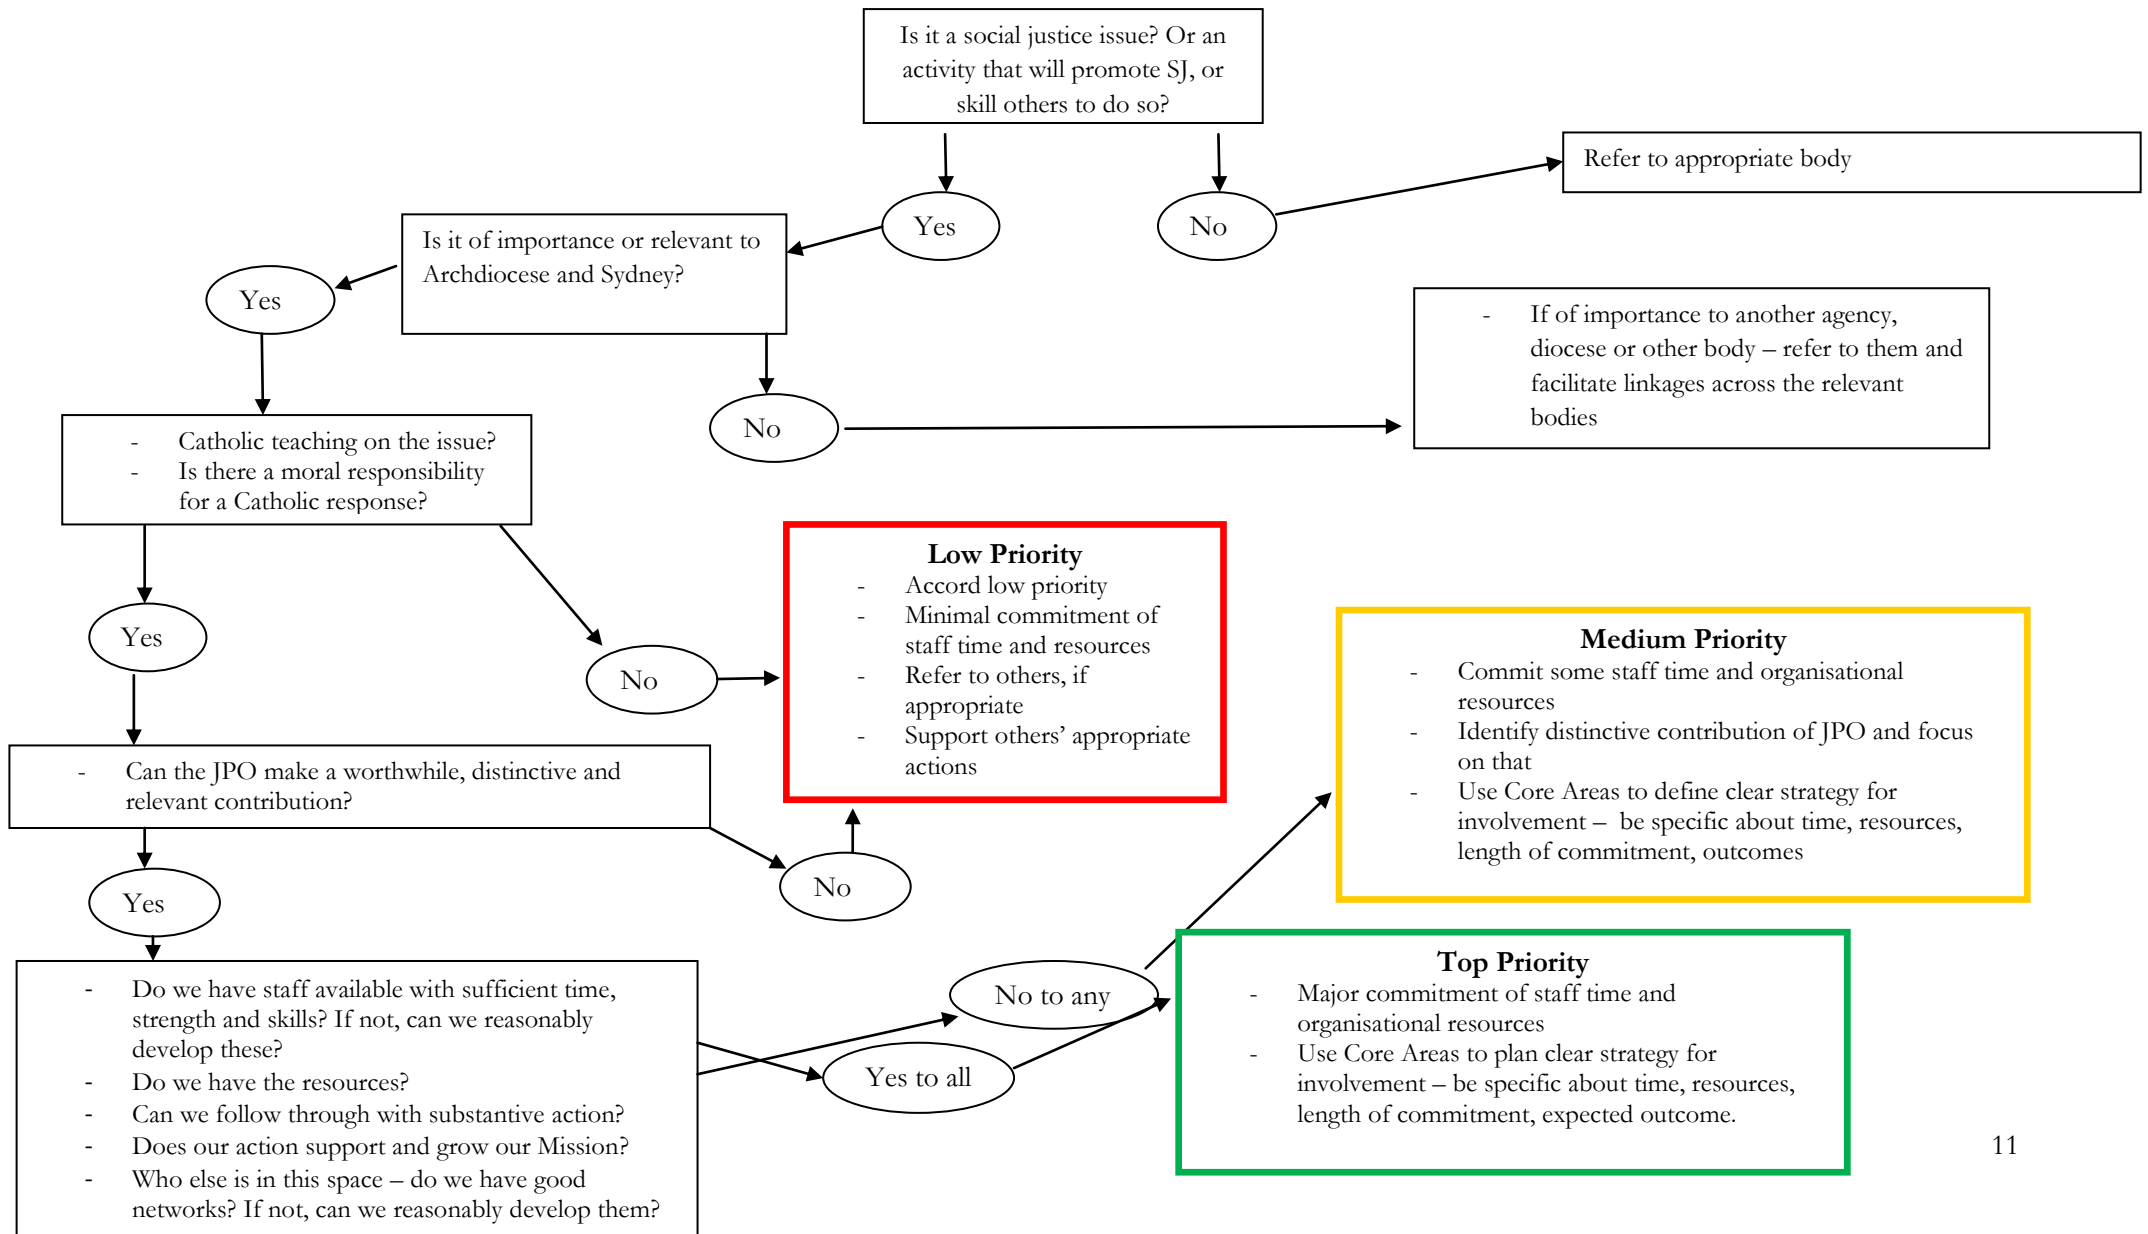 Is it a social justice issue? Or an
activity that will promote SJ, or
skill others to do so?
Refer to appropriate body
Yes
No
Is it of importance or relevant to
Archdiocese and Sydney?
Yes
- If of importance to another agency,
diocese or other body – refer to them and
facilitate linkages across the relevant
bodies
No
- Catholic teaching on the issue?
- Is there a moral responsibility
for a Catholic response?
Yes
No
Low Priority
- Accord low priority
- Minimal commitment of
staff time and resources
- Refer to others, if
appropriate
- Support others’ appropriate
actions
Medium Priority
- Commit some staff time and organisational
resources
- Identify distinctive contribution of JPO and focus
on that
- Use Core Areas to define clear strategy for
involvement – be specific about time, resources,
length of commitment, outcomes
- Can the JPO make a worthwhile, distinctive and
relevant contribution?
No
Yes
- Do we have staff available with sufficient time,
strength and skills? If not, can we reasonably
develop these?
- Do we have the resources?
- Can we follow through with substantive action?
- Does our action support and grow our Mission?
- Who else is in this space – do we have good
networks? If not, can we reasonably develop them?
No to any
Yes to all
Top Priority
- Major commitment of staff time and
organisational resources
- Use Core Areas to plan clear strategy for
involvement – be specific about time, resources,
length of commitment, expected outcome.
11